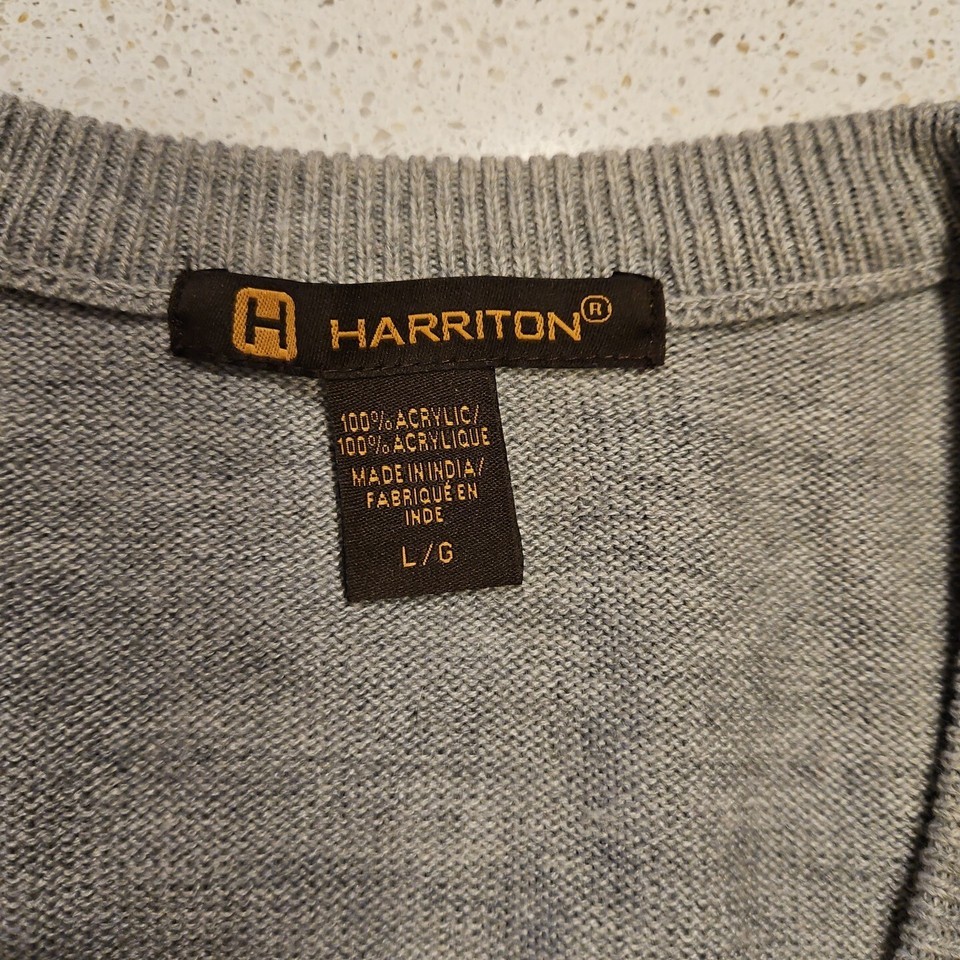 H HARRITON®
100% ACRYLIC/
100% ACRYLIQUE
MADE IN INDIA/
FABRIQUÉ EN
INDE
L/G